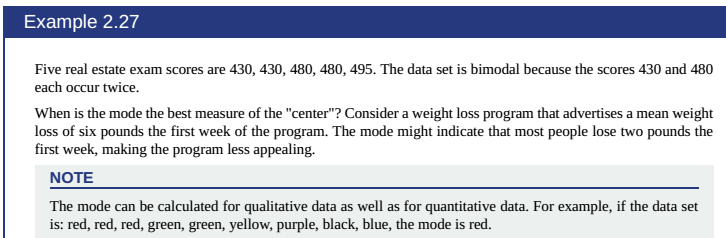 Example 2.27
Five real estate exam scores are 430, 430, 480, 480, 495. The data set is bimodal because the scores 430 and 480
each occur twice.
When is the mode the best measure of the "center"? Consider a weight loss program that advertises a mean weight
loss of six pounds the first week of the program. The mode might indicate that most people lose two pounds the
first week, making the program less appealing.
NOTE
The mode can be calculated for qualitative data as well as for quantitative data. For example, if the data set
is: red, red, red, green, green, yellow, purple, black, blue, the mode is red.